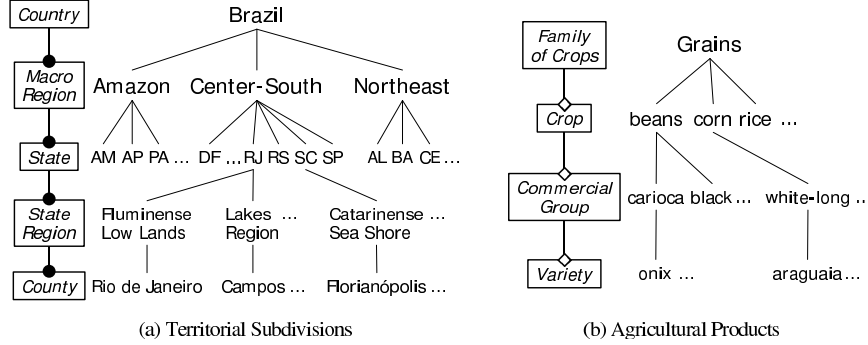 Country
Brazil
Macro
Region
Amazon Center-South Northeast
State
AM AP PA ... DF ... RJ RS SC SP AL BA CE ...
State
Region
Fluminense
Low Lands
Lakes ...
Region
Catarinense ...
Sea Shore
County
Rio de Janeiro Campos ... Florianópolis ...
(a) Territorial Subdivisions
Family
of Crops
Grains
Crop
beans corn rice ...
Commercial
Group
carioca black ... white-long ..
Variety
onix ... araguaia ...
(b) Agricultural Products